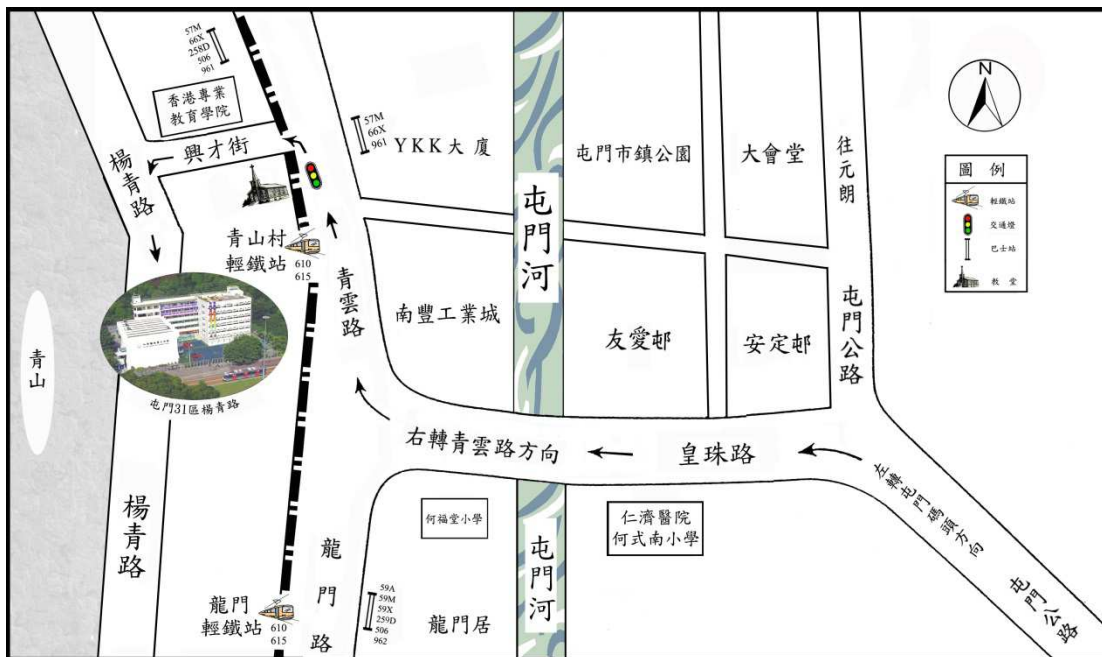 57M
66X
258D
506
961
香港專業
教育學院
興才街
楊青路
57M
66X
961
YKK大廈
屯門河
屯門市鎮公園
大會堂
往元朗
N
圖例
輕鐵站
交通燈
巴士站
教堂
青山村
輕鐵站
610
615
青雲路
南豐工業城
友愛邨
安定邨
屯門公路
青山
屯門31區楊青路
右轉青雲路方向
皇珠路
左轉屯門碼頭方向
屯門公路
楊青路
何福堂小學
屯門河
仁濟醫院
何式南小學
龍門路
龍門
輕鐵站
610
615
59A
59M
59X
259D
506
962
龍門居